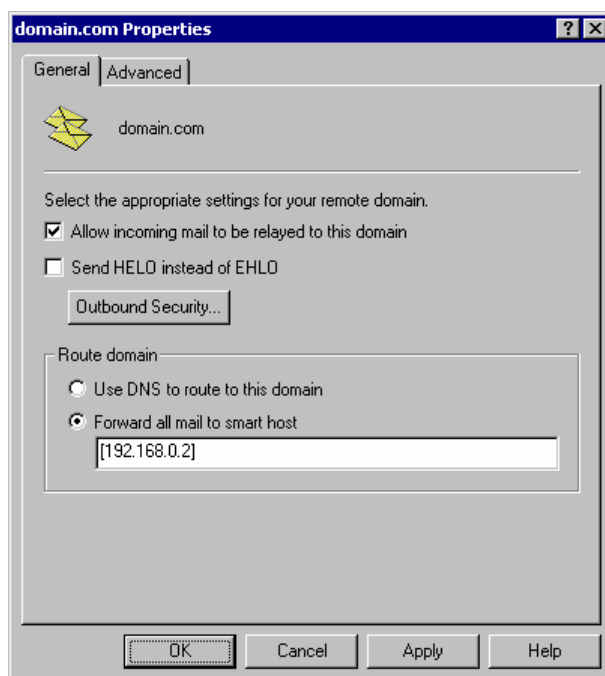 domain.com Properties
General Advanced
domain.com
Select the appropriate settings for your remote domain.
Allow incoming mail to be relayed to this domain
Send HELO instead of EHLO
Outbound Security...
Route domain
Use DNS to route to this domain
Forward all mail to smart host
[192.168.0.2]
OK Cancel Apply Help